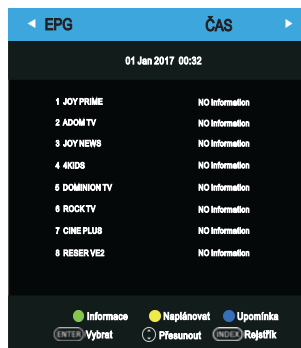 EPG ČAS
01 Jan 2017 00:32
1 JOY PRIME NO Information
2 ADOM TV NO Information
3 JOY NEWS NO Information
4 4KIDS NO Information
5 DOMINION TV NO Information
6 ROCK TV NO Information
7 CINE PLUS NO Information
8 RESER VE2 NO Information
Informace Naplánovat Upomínka
ENTER Vybrat Přesunout INDEX Rejstřík